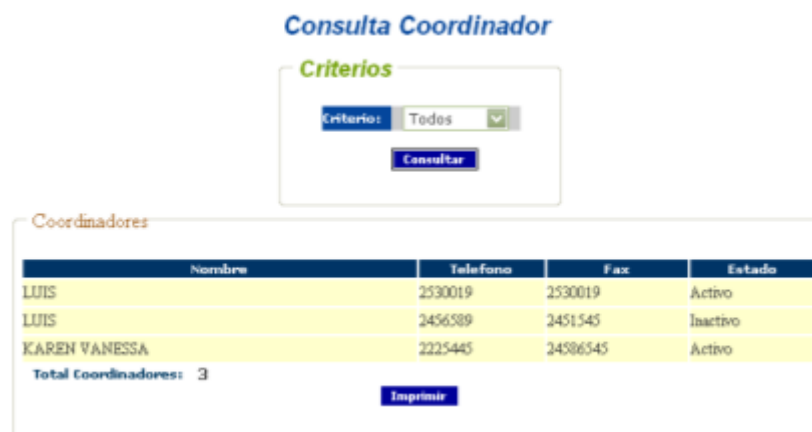 Consulta Coordinador
Criterios
Criterio: Todos
Consultar
Coordinadores
Nombre Telefono Fax Estado
LUIS 2530019 2530019 Activo
LUIS 2456589 2451545 Inactivo
KAREN VANESSA 2225445 24586545 Activo
Total Coordinadores: 3
Imprimir